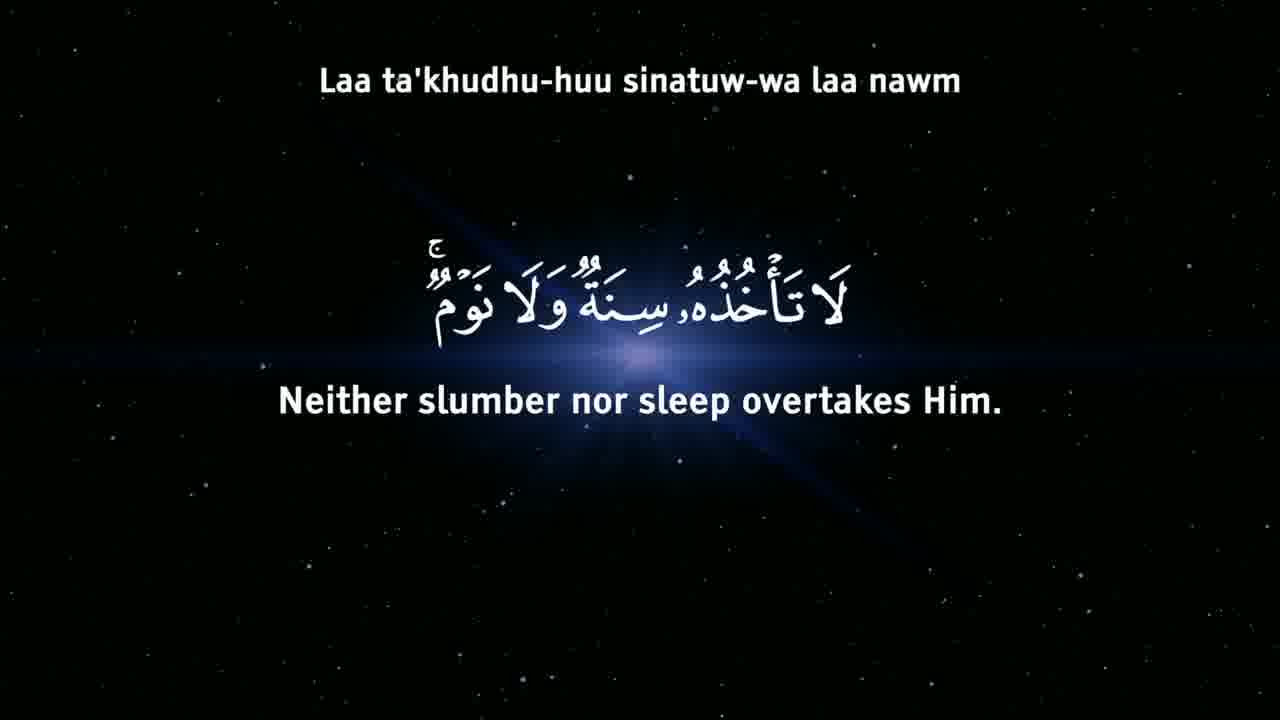 Laa ta'khudhu-huu sinatuw-wa laa nawm
لَا تَأْخُذُهُۥ سِنَةٌ وَلَا نَوْمٌ ۚ
Neither slumber nor sleep overtakes Him.